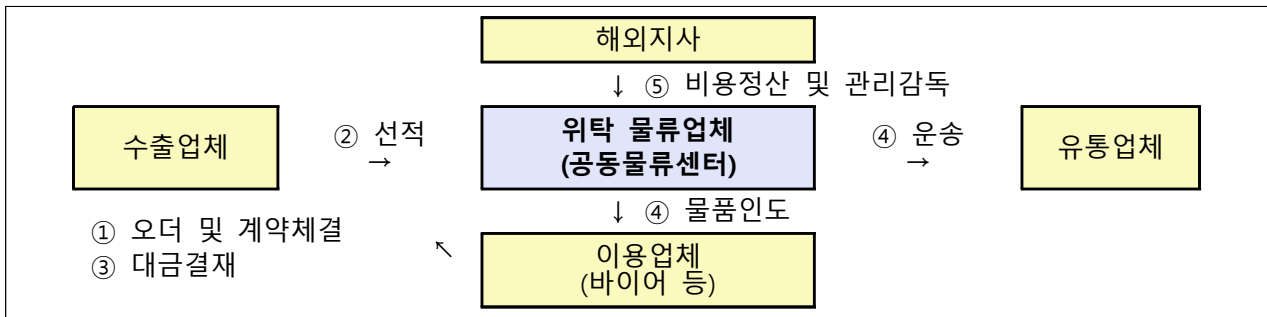 해외지사
↓ ⑤ 비용정산 및 관리감독
수출업체
② 선적
→
위탁 물류업체
(공동물류센터)
④ 운송
→
유통업체
↓ ④ 물품인도
① 오더 및 계약체결
③ 대금결재
↖
이용업체
(바이어 등)